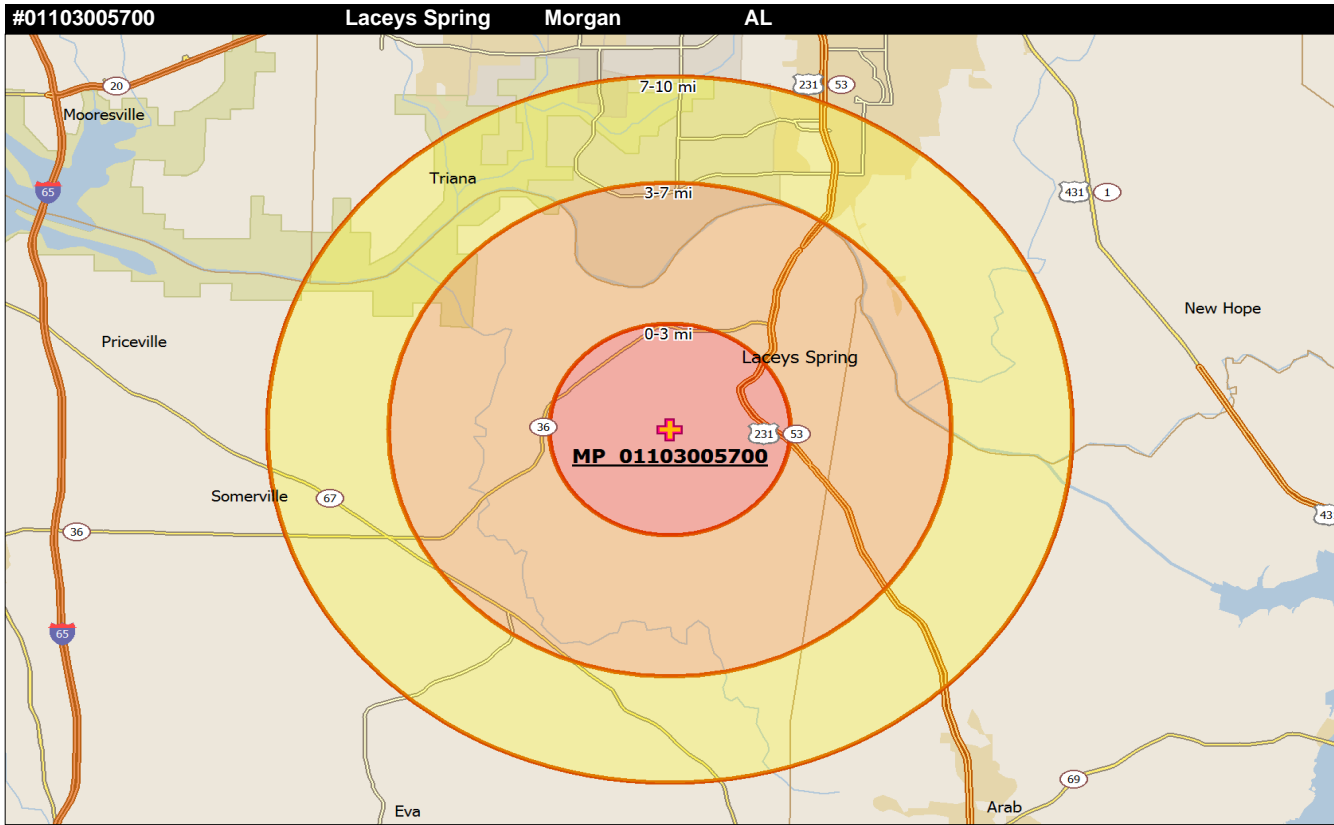 #01103005700 Laceys Spring Morgan AL
7-10 mi
231 53
20
Mooresville
Triana
65
3-7 mi
431 1
New Hope
0-3 mi
Priceville
Laceys Spring
36
231 53
MP 01103005700
Somerville
67
36
43
65
69
Eva
Arab